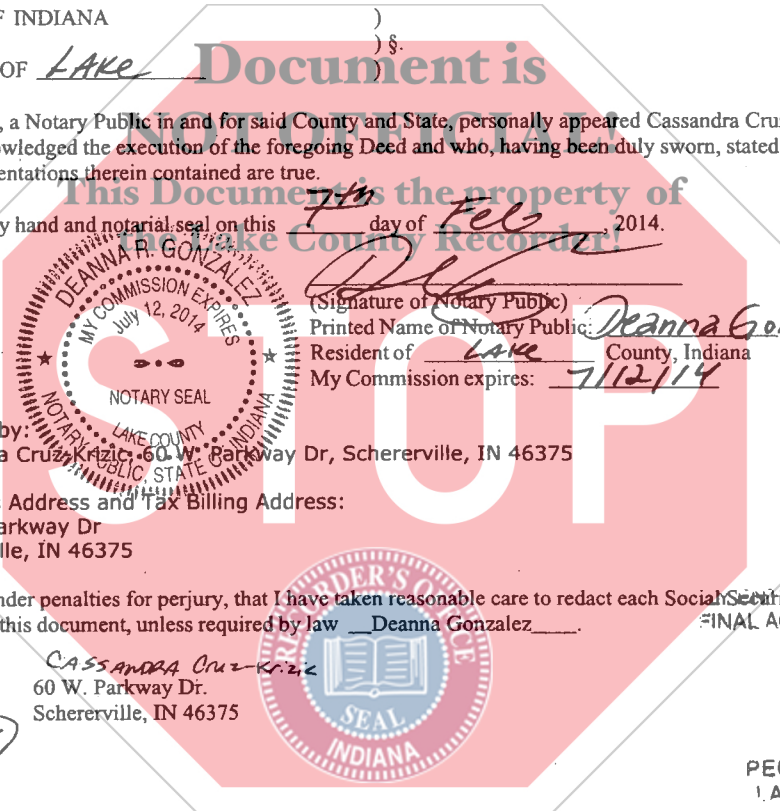 F INDIANA )
) §.
OF LAKE )
Document is
NOT OFFICIAL!
This Document is the property of
the Lake County Recorder!
, a Notary Public in and for said County and State, personally appeared Cassandra Cru
owledged the execution of the foregoing Deed and who, having been duly sworn, stated
entations therein contained are true.
y hand and notarial seal on this 7th day of Feb, 2014.
(Signature of Notary Public)
Printed Name of Notary Public: Deanna Go
Resident of LAKE County, Indiana
My Commission expires: 7/12/14
DEANNA R. GONZALEZ
MY COMMISSION EXPIRES
July 12, 2014
NOTARY SEAL
LAKE COUNTY
NOTARY PUBLIC, STATE OF INDIANA
STOP
by:
a Cruz-Krizic, 60 W. Parkway Dr, Schererville, IN 46375
s Address and Tax Billing Address:
arkway Dr
lle, IN 46375
nder penalties for perjury, that I have taken reasonable care to redact each Social Securi
this document, unless required by law __Deanna Gonzalez____.
FINAL A
CASSANDRA Cruz-Krizic
60 W. Parkway Dr.
Schererville, IN 46375
RECORDER'S OFFICE
SEAL
INDIANA